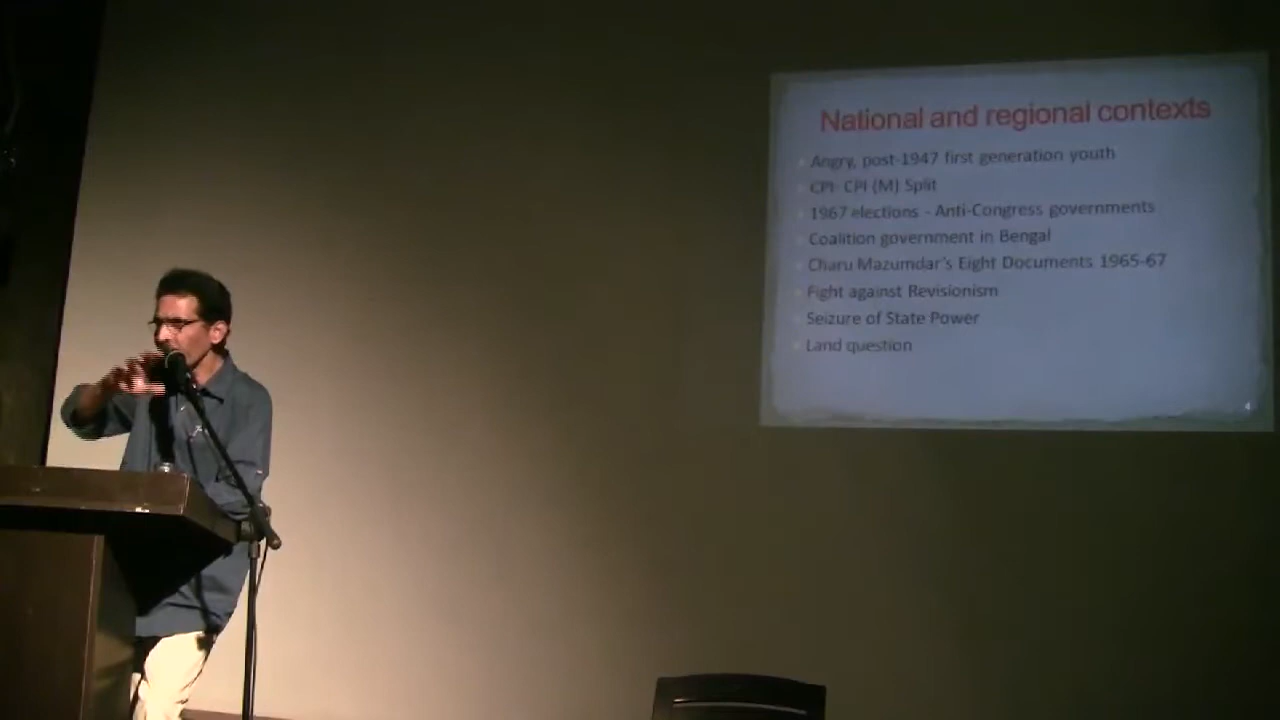 National and regional contexts
Angry, post-1947 first generation youth
CPI- CPI (M) Split
1967 elections - Anti-Congress governments
Coalition government in Bengal
Charu Mazumdar's Eight Documents 1965-67
Fight against Revisionism
Seizure of State Power
Land question
4